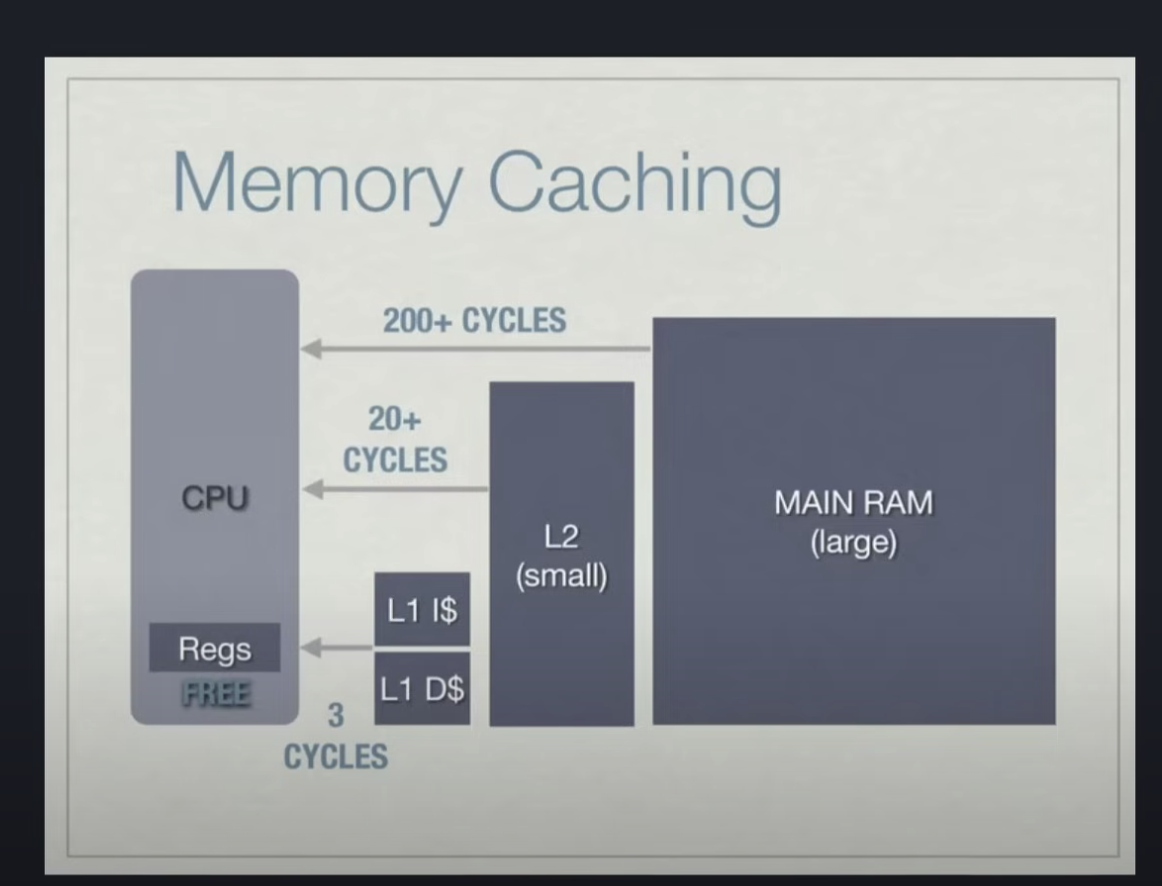 Memory Caching
200+ CYCLES
20+
CYCLES
CPU
MAIN RAM
(large)
L2
(small)
L1 I$
Regs
L1 D$
FREE
3
CYCLES